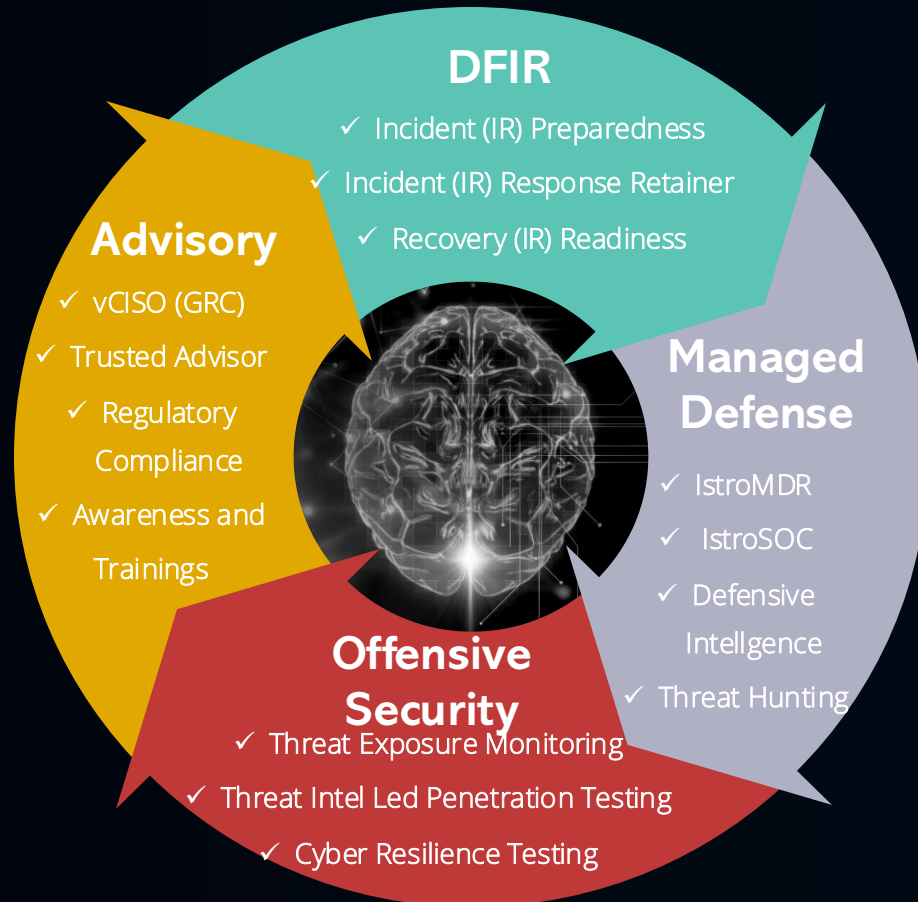 DFIR
✓ Incident (IR) Preparedness
✓ Incident (IR) Response Retainer
✓ Recovery (IR) Readiness
Advisory
✓ vCISO (GRC)
✓ Trusted Advisor
✓ Regulatory
Compliance
✓ Awareness and
Trainings
Managed
Defense
✓ IstroMDR
✓ IstroSOC
✓ Defensive
Intellgence
✓ Threat Hunting
Offensive
Security
✓ Threat Exposure Monitoring
✓ Threat Intel Led Penetration Testing
✓ Cyber Resilience Testing